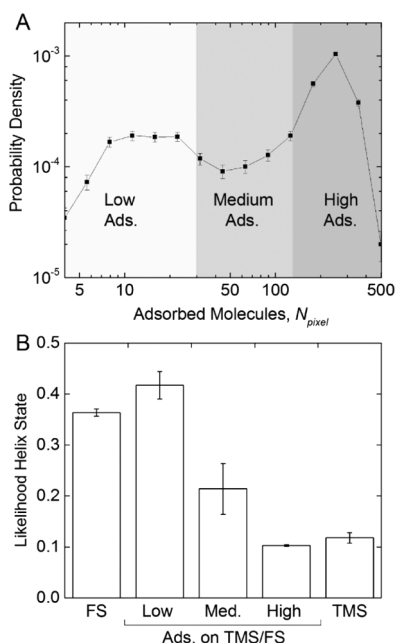 A
10⁻³
10⁻⁴
10⁻⁵
Probability Density
Low Ads.
Medium Ads.
High Ads.
5 10 50 100 500
Adsorbed Molecules, N_pixel
B
0.5
0.4
0.3
0.2
0.1
0.0
Likelihood Helix State
FS Low Med. High TMS
Ads. on TMS/FS